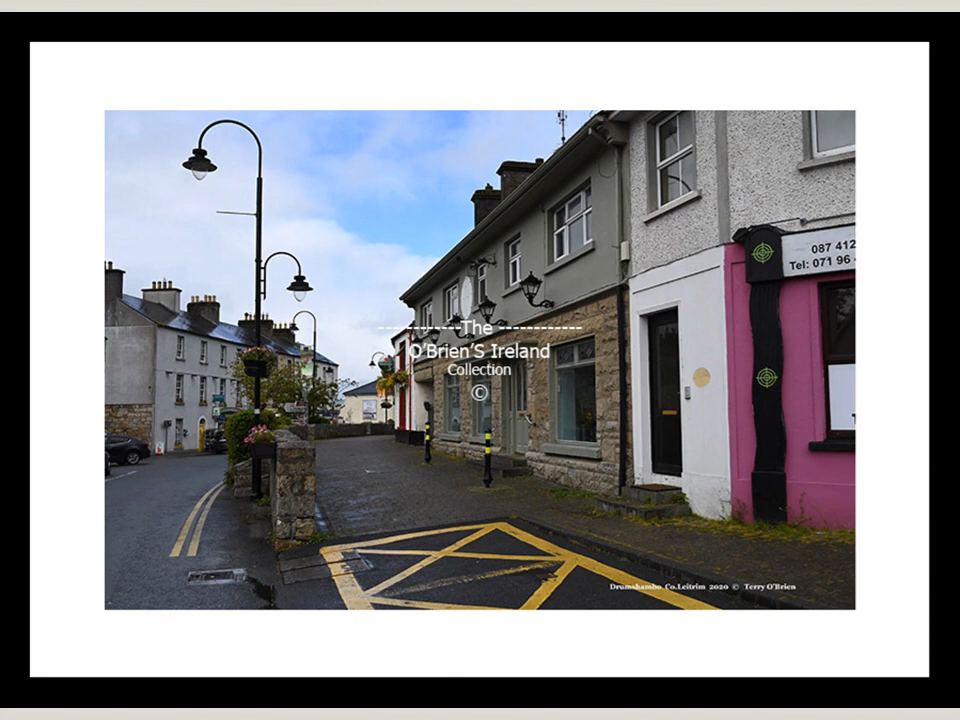 087 412
Tel: 071 96
------------The ------------
O'Brien'S Ireland
Collection
©
Drumshambo Co.Leitrim 2020 © Terry O'Brien